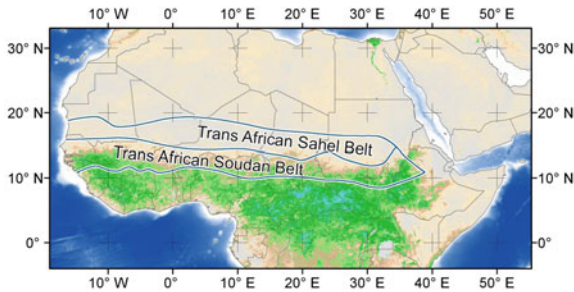 10° W 0° 10° E 20° E 30° E 40° E 50° E
30° N 30° N
20° N 20° N
Trans African Sahel Belt
Trans African Soudan Belt
10° N 10° N
0° 0°
10° W 0° 10° E 20° E 30° E 40° E 50° E